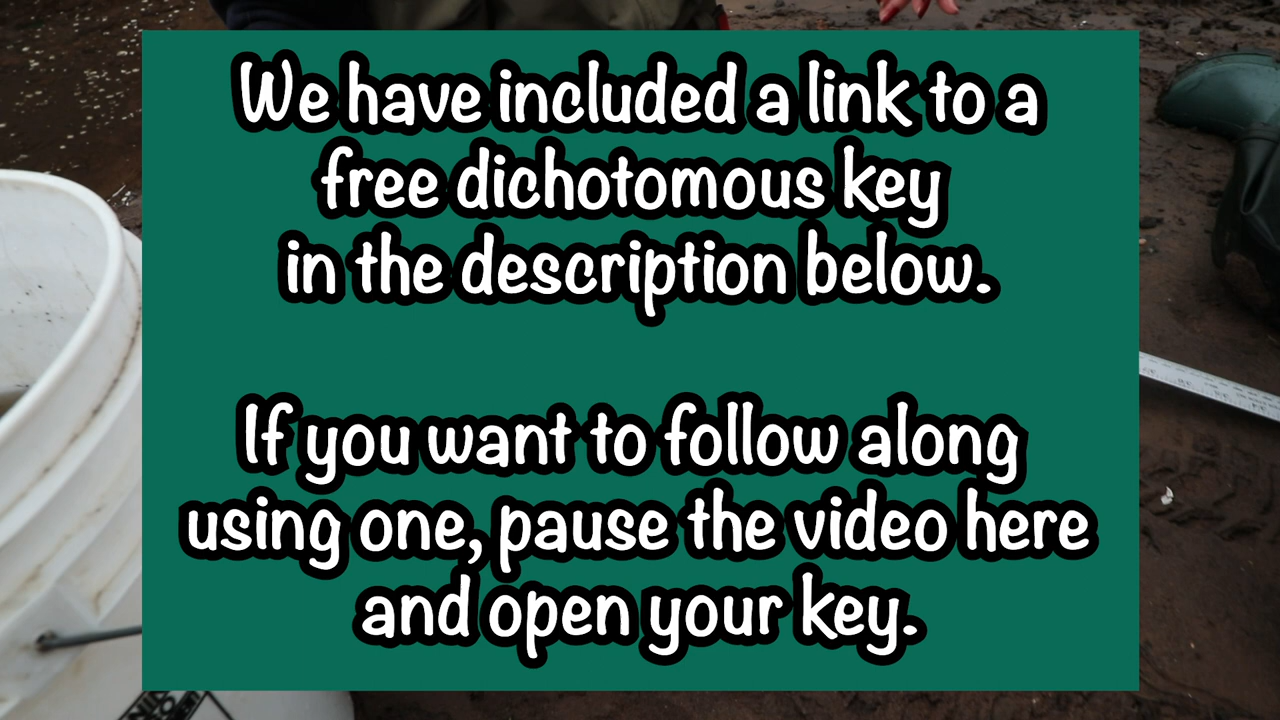 We have included a link to a
free dichotomous key
in the description below.
If you want to follow along
using one, pause the video here
and open your key.